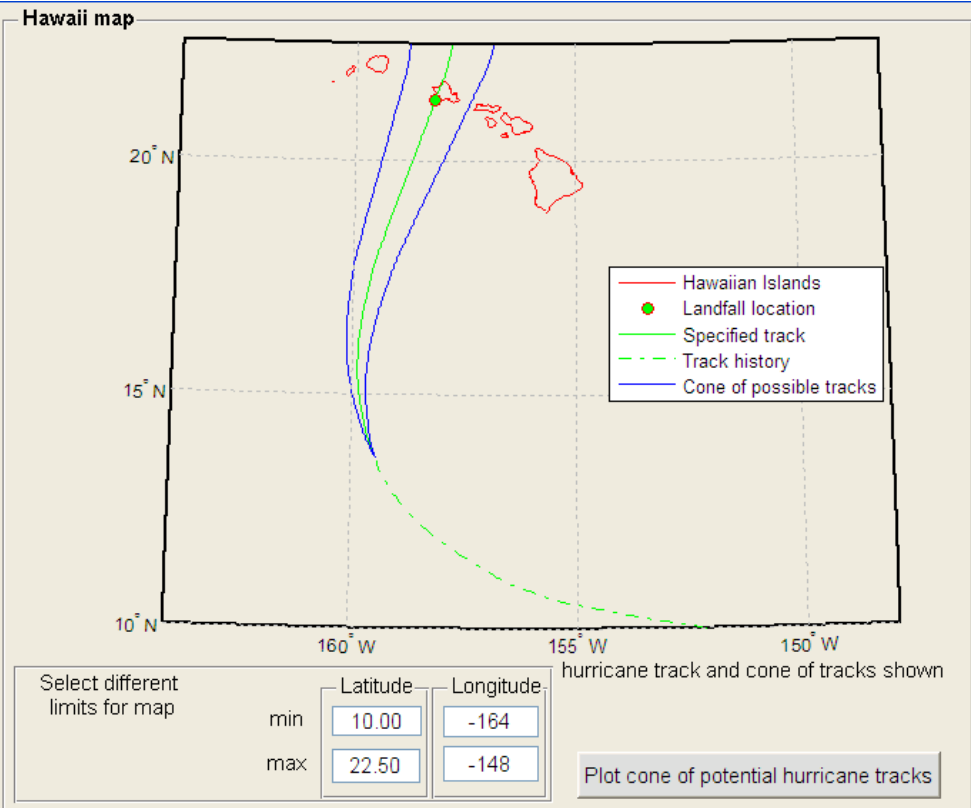 Hawaii map
20° N
15° N
10° N
160° W
155° W
150° W
Hawaiian Islands
Landfall location
Specified track
Track history
Cone of possible tracks
hurricane track and cone of tracks shown
Select different
limits for map
Latitude
Longitude
min
10.00
-164
max
22.50
-148
Plot cone of potential hurricane tracks